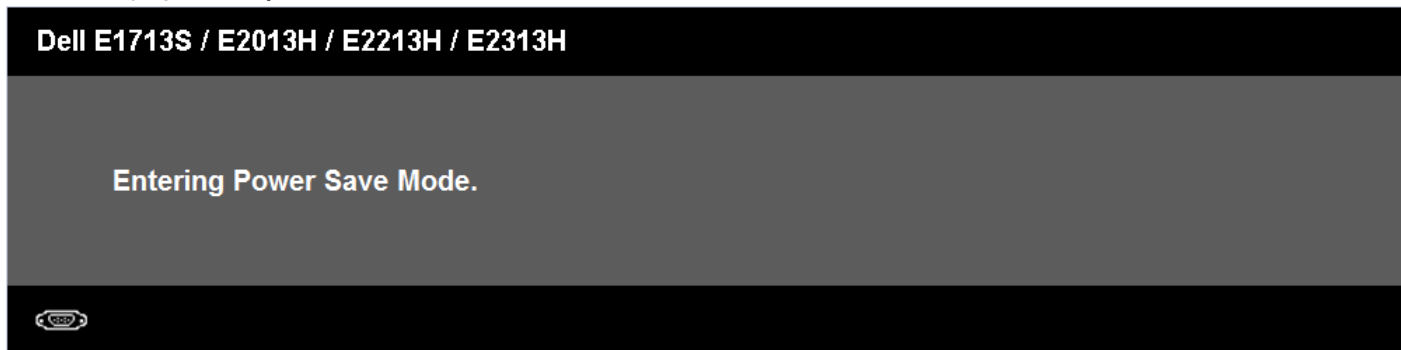 Dell E1713S / E2013H / E2213H / E2313H
Entering Power Save Mode.